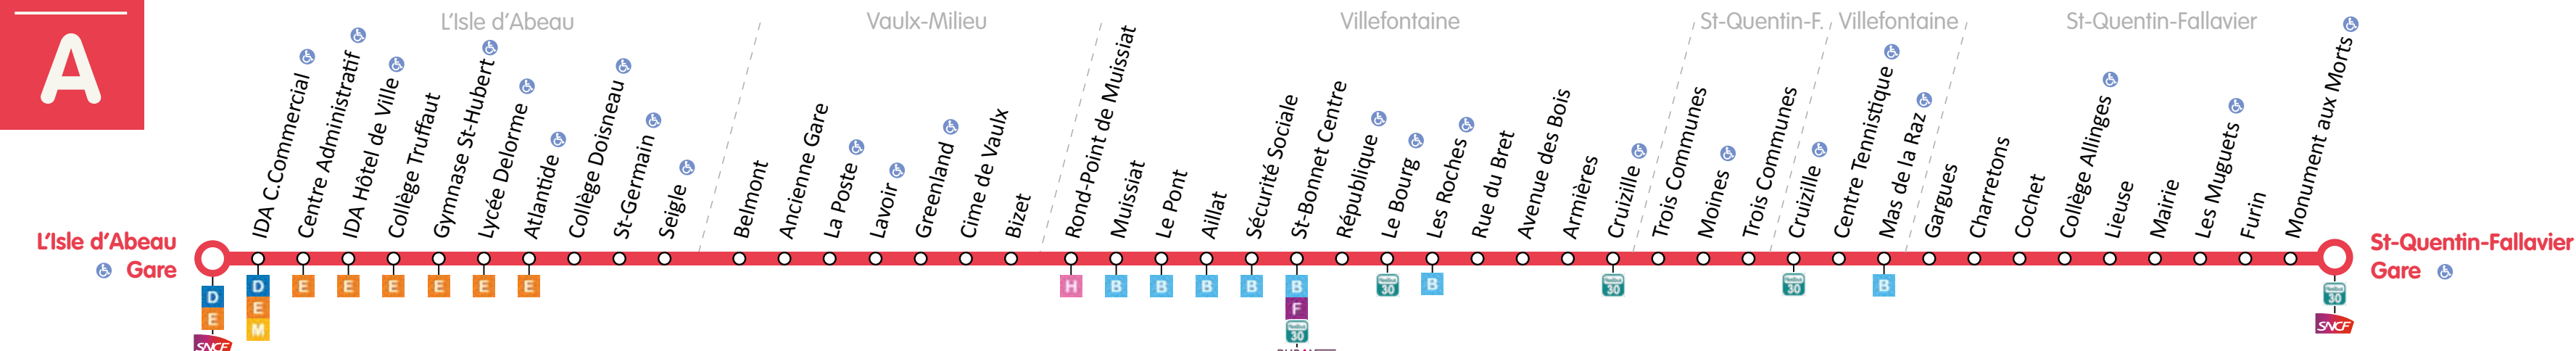 A
L'Isle d'Abeau
Vaulx-Milieu
Villefontaine
St-Quentin-F.
Villefontaine
St-Quentin-Fallavier
L'Isle d'Abeau
Gare
IDA C.Commercial
Centre Administratif
IDA Hôtel de Ville
Collège Truffaut
Gymnase St-Hubert
Lycée Delorme
Atlantide
Collège Doisneau
St-Germain
Seigle
Belmont
Ancienne Gare
La Poste
Lavoir
Greenland
Cime de Vaulx
Bizet
Rond-Point de Muissiat
Muissiat
Le Pont
Aillat
Sécurité Sociale
St-Bonnet Centre
République
Le Bourg
Les Roches
Rue du Bret
Avenue des Bois
Armières
Cruizille
Trois Communes
Moines
Trois Communes
Cruizille
Centre Tennistique
Mas de la Raz
Gargues
Charretons
Cochet
Collège Allinges
Lieuse
Mairie
Les Muguets
Furin
Monument aux Morts
St-Quentin-Fallavier
Gare
D
E
SNCF
D
E
M
E
E
E
E
E
E
H
B
B
B
B
B
F
30
30
B
30
30
B
30
SNCF